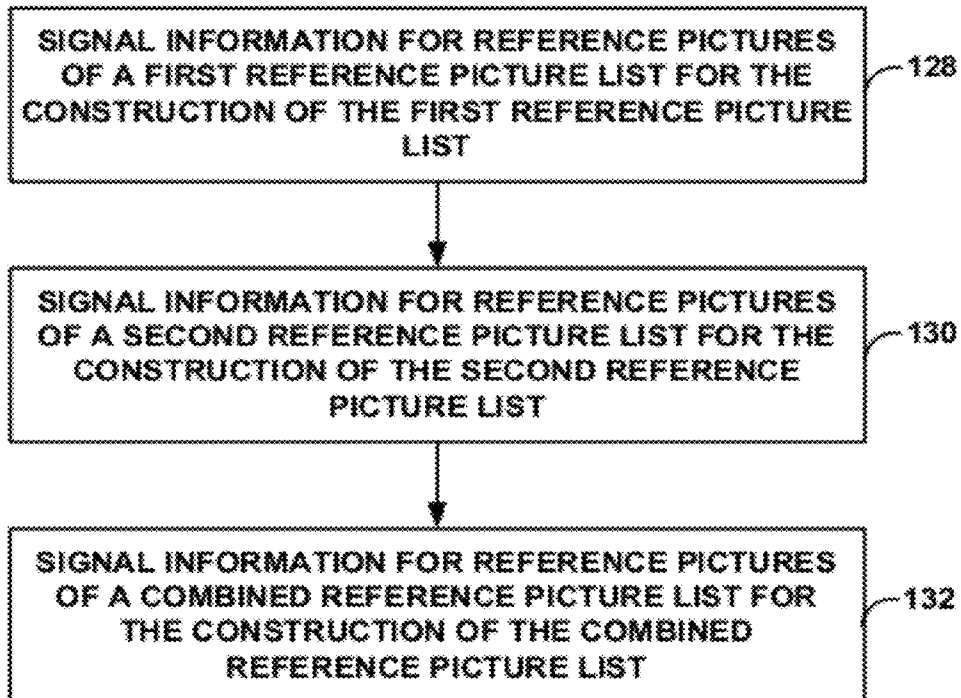 SIGNAL INFORMATION FOR REFERENCE PICTURES
OF A FIRST REFERENCE PICTURE LIST FOR THE
CONSTRUCTION OF THE FIRST REFERENCE PICTURE
LIST
128
SIGNAL INFORMATION FOR REFERENCE PICTURES
OF A SECOND REFERENCE PICTURE LIST FOR THE
CONSTRUCTION OF THE SECOND REFERENCE
PICTURE LIST
130
SIGNAL INFORMATION FOR REFERENCE PICTURES
OF A COMBINED REFERENCE PICTURE LIST FOR
THE CONSTRUCTION OF THE COMBINED
REFERENCE PICTURE LIST
132